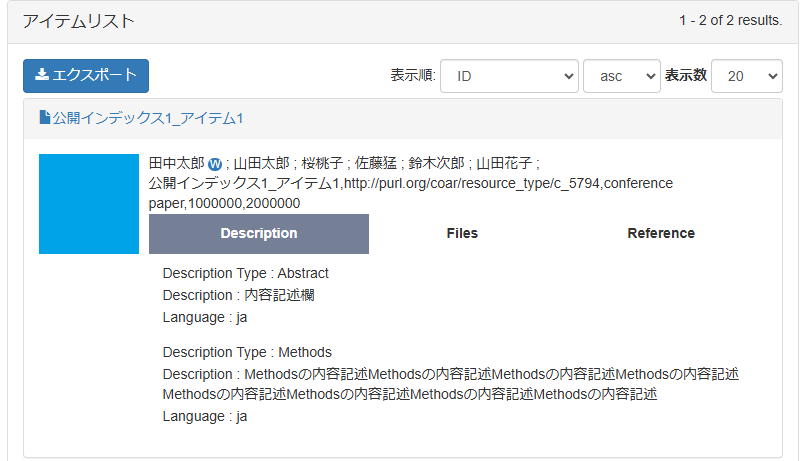 アイテムリスト 1 - 2 of 2 results.
エクスポート 表示順: ID asc 表示数 20
公開インデックス1_アイテム1
田中太郎 W ; 山田太郎 ; 桜桃子 ; 佐藤猛 ; 鈴木次郎 ; 山田花子 ;
公開インデックス1_アイテム1,http://purl.org/coar/resource_type/c_5794,conference
paper,1000000,2000000
Description Files Reference
Description Type : Abstract
Description : 内容記述欄
Language : ja
Description Type : Methods
Description : Methodsの内容記述Methodsの内容記述Methodsの内容記述Methodsの内容記述
Methodsの内容記述Methodsの内容記述Methodsの内容記述Methodsの内容記述
Language : ja